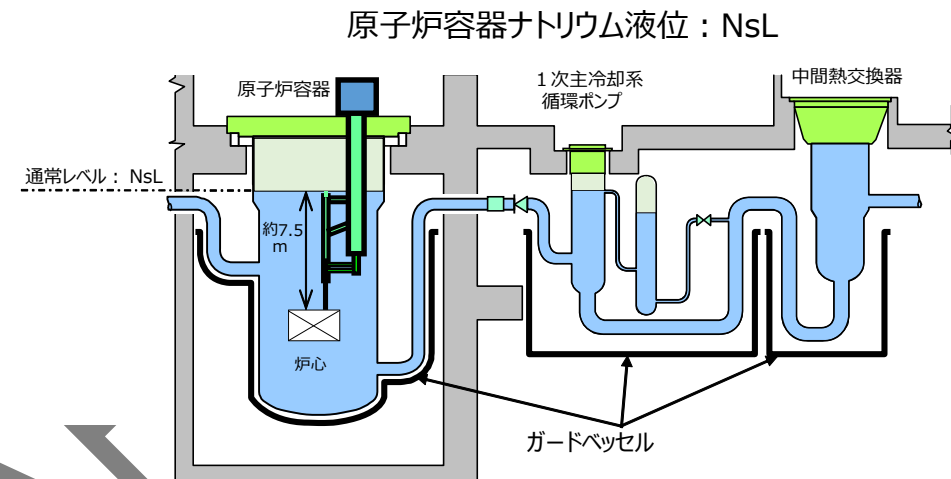 原子炉容器ナトリウム液位：NsL
原子炉容器
１次主冷却系
循環ポンプ
中間熱交換器
通常レベル： NsL
約7.5
m
炉心
ガードベッセル